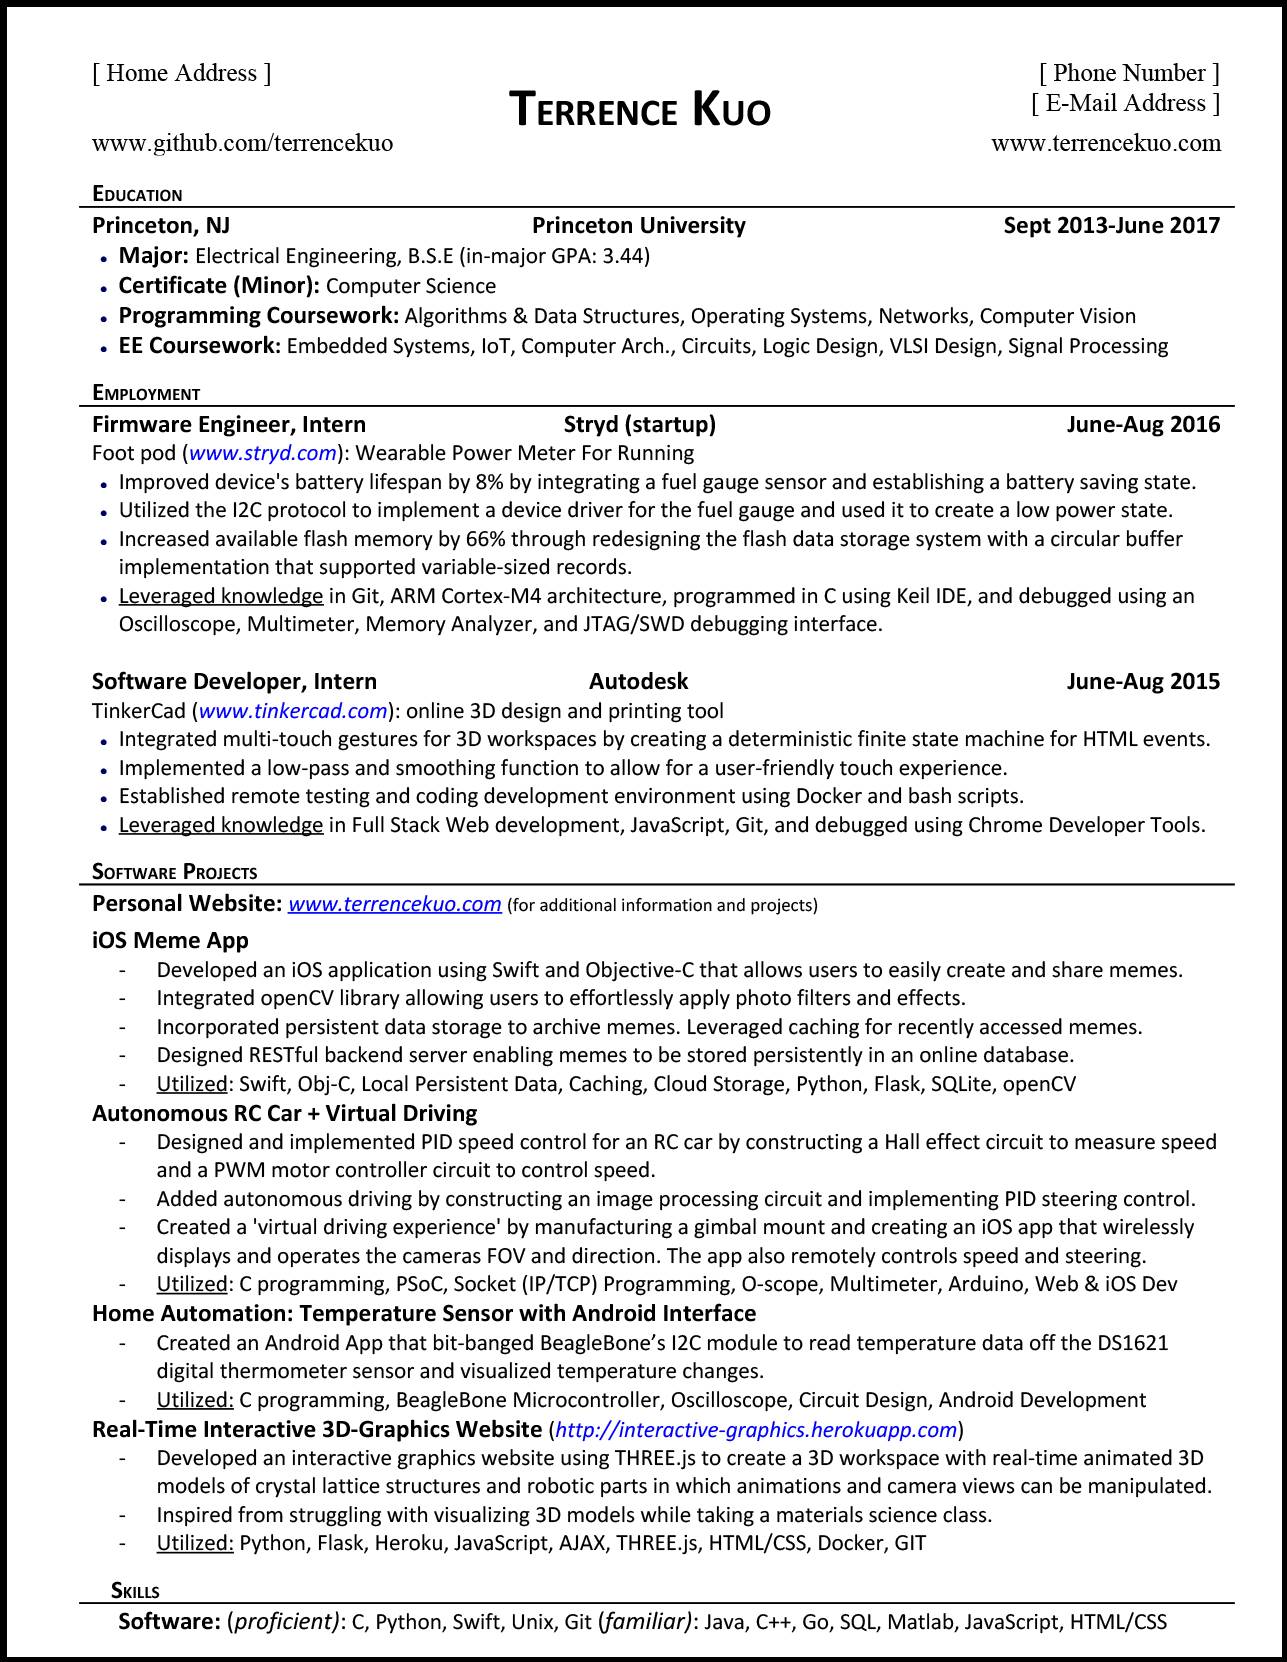 [ Home Address ]
[ Phone Number ]
TERRENCE KUO
[ E-Mail Address ]
www.github.com/terrencekuo
www.terrencekuo.com
EDUCATION
Princeton, NJ Princeton University Sept 2013-June 2017
• Major: Electrical Engineering, B.S.E (in-major GPA: 3.44)
• Certificate (Minor): Computer Science
• Programming Coursework: Algorithms & Data Structures, Operating Systems, Networks, Computer Vision
• EE Coursework: Embedded Systems, IoT, Computer Arch., Circuits, Logic Design, VLSI Design, Signal Processing
EMPLOYMENT
Firmware Engineer, Intern Stryd (startup) June-Aug 2016
Foot pod (www.stryd.com): Wearable Power Meter For Running
• Improved device's battery lifespan by 8% by integrating a fuel gauge sensor and establishing a battery saving state.
• Utilized the I2C protocol to implement a device driver for the fuel gauge and used it to create a low power state.
• Increased available flash memory by 66% through redesigning the flash data storage system with a circular buffer
implementation that supported variable-sized records.
• Leveraged knowledge in Git, ARM Cortex-M4 architecture, programmed in C using Keil IDE, and debugged using an
Oscilloscope, Multimeter, Memory Analyzer, and JTAG/SWD debugging interface.
Software Developer, Intern Autodesk June-Aug 2015
TinkerCad (www.tinkercad.com): online 3D design and printing tool
• Integrated multi-touch gestures for 3D workspaces by creating a deterministic finite state machine for HTML events.
• Implemented a low-pass and smoothing function to allow for a user-friendly touch experience.
• Established remote testing and coding development environment using Docker and bash scripts.
• Leveraged knowledge in Full Stack Web development, JavaScript, Git, and debugged using Chrome Developer Tools.
SOFTWARE PROJECTS
Personal Website: www.terrencekuo.com (for additional information and projects)
iOS Meme App
- Developed an iOS application using Swift and Objective-C that allows users to easily create and share memes.
- Integrated openCV library allowing users to effortlessly apply photo filters and effects.
- Incorporated persistent data storage to archive memes. Leveraged caching for recently accessed memes.
- Designed RESTful backend server enabling memes to be stored persistently in an online database.
- Utilized: Swift, Obj-C, Local Persistent Data, Caching, Cloud Storage, Python, Flask, SQLite, openCV
Autonomous RC Car + Virtual Driving
- Designed and implemented PID speed control for an RC car by constructing a Hall effect circuit to measure speed
and a PWM motor controller circuit to control speed.
- Added autonomous driving by constructing an image processing circuit and implementing PID steering control.
- Created a 'virtual driving experience' by manufacturing a gimbal mount and creating an iOS app that wirelessly
displays and operates the cameras FOV and direction. The app also remotely controls speed and steering.
- Utilized: C programming, PSoC, Socket (IP/TCP) Programming, O-scope, Multimeter, Arduino, Web & iOS Dev
Home Automation: Temperature Sensor with Android Interface
- Created an Android App that bit-banged BeagleBone’s I2C module to read temperature data off the DS1621
digital thermometer sensor and visualized temperature changes.
- Utilized: C programming, BeagleBone Microcontroller, Oscilloscope, Circuit Design, Android Development
Real-Time Interactive 3D-Graphics Website (http://interactive-graphics.herokuapp.com)
- Developed an interactive graphics website using THREE.js to create a 3D workspace with real-time animated 3D
models of crystal lattice structures and robotic parts in which animations and camera views can be manipulated.
- Inspired from struggling with visualizing 3D models while taking a materials science class.
- Utilized: Python, Flask, Heroku, JavaScript, AJAX, THREE.js, HTML/CSS, Docker, GIT
SKILLS
Software: (proficient): C, Python, Swift, Unix, Git (familiar): Java, C++, Go, SQL, Matlab, JavaScript, HTML/CSS